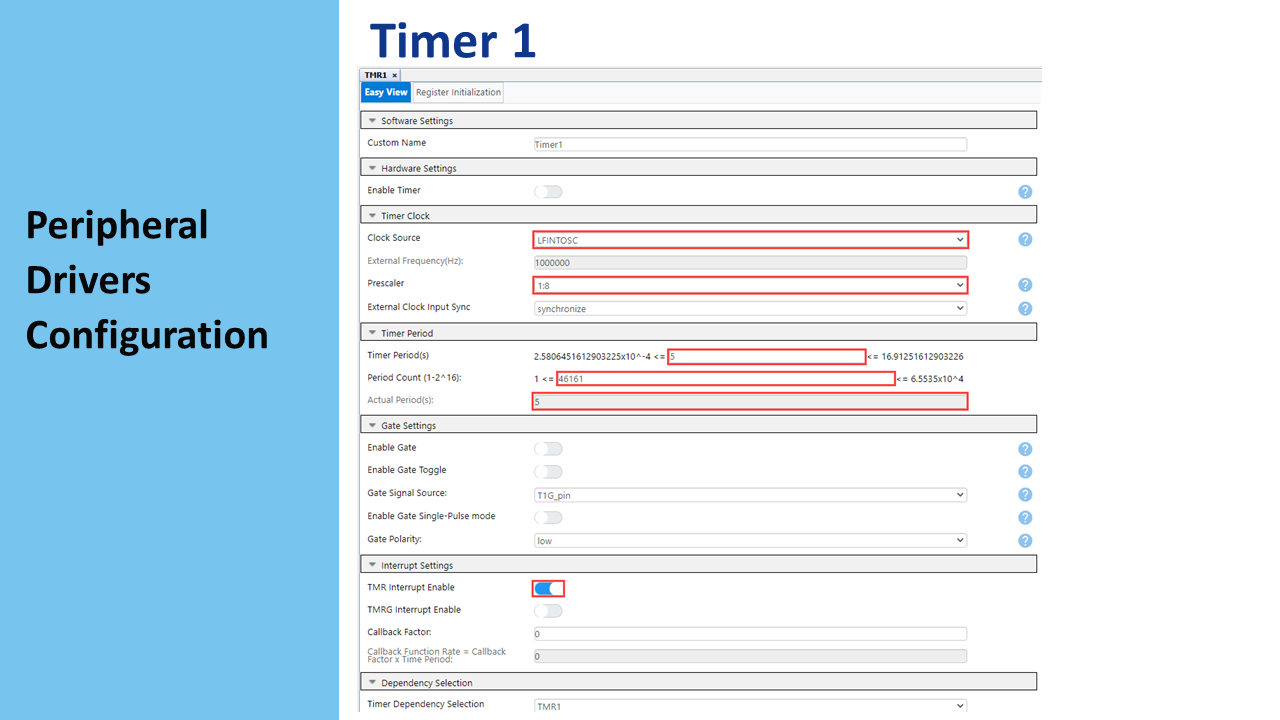 Timer 1
Peripheral
Drivers
Configuration
TMR1 ×
Easy View Register Initialization
Software Settings
Custom Name Timer1
Hardware Settings
Enable Timer ?
Timer Clock
Clock Source LFINTOSC ?
External Frequency(Hz): 1000000
Prescaler 1:8 ?
External Clock Input Sync synchronize ?
Timer Period
Timer Period(s) 2.5806451612903225x10^-4 <= 5 <= 16.91251612903226
Period Count (1-2^16): 1 <= 46161 <= 6.5535x10^4
Actual Period(s): 5
Gate Settings
Enable Gate ?
Enable Gate Toggle ?
Gate Signal Source: T1G_pin ?
Enable Gate Single-Pulse mode ?
Gate Polarity: low ?
Interrupt Settings
TMR Interrupt Enable
TMRG Interrupt Enable
Callback Factor: 0
Callback Function Rate = Callback
Factor x Time Period: 0
Dependency Selection
Timer Dependency Selection TMR1